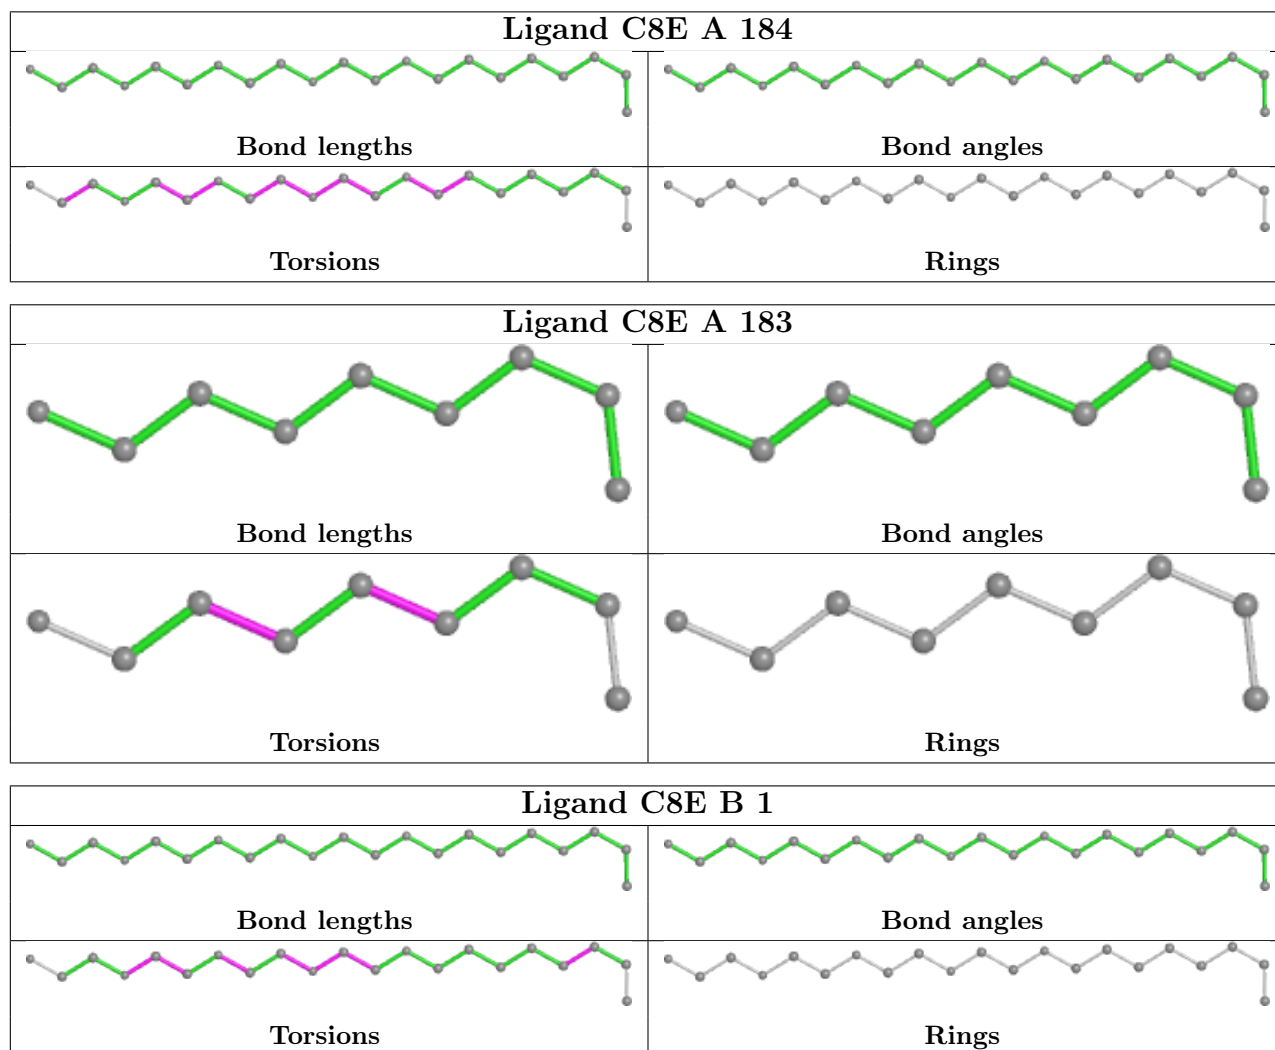 Ligand C8E A 184
Bond lengths
Bond angles
Torsions
Rings
Ligand C8E A 183
Bond lengths
Bond angles
Torsions
Rings
Ligand C8E B 1
Bond lengths
Bond angles
Torsions
Rings